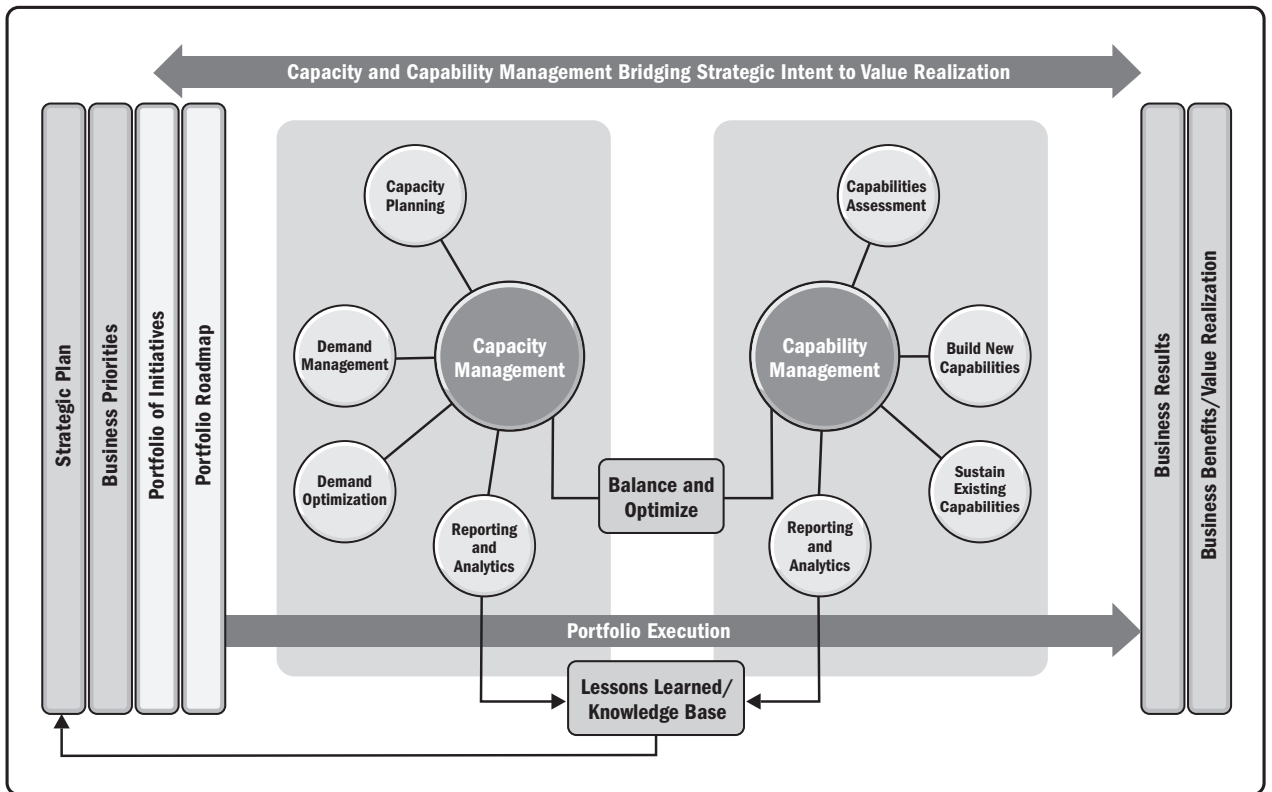 Capacity and Capability Management Bridging Strategic Intent to Value Realization
Strategic Plan
Business Priorities
Portfolio of Initiatives
Portfolio Roadmap
Capacity
Planning
Demand
Management
Demand
Optimization
Reporting
and
Analytics
Capacity
Management
Balance and
Optimize
Capability
Management
Capabilities
Assessment
Build New
Capabilities
Sustain
Existing
Capabilities
Reporting
and
Analytics
Portfolio Execution
Lessons Learned/
Knowledge Base
Business Results
Business Benefits/Value Realization